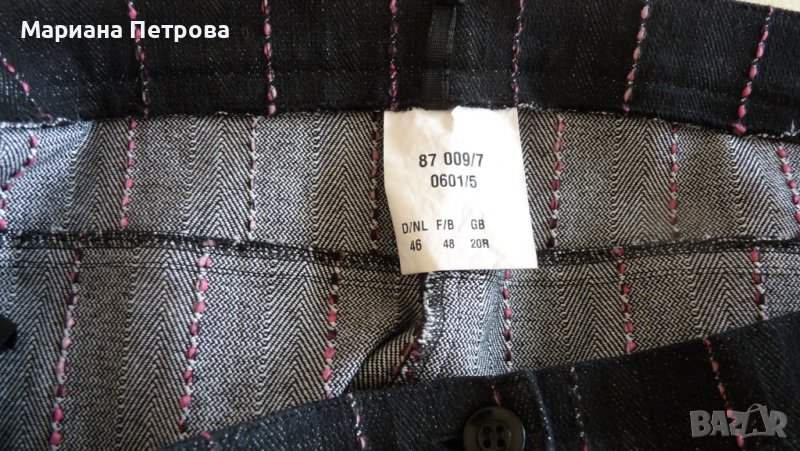 Мариана Петрова
87 009/7
0601/5
D/NL F/B GB
46 48 20R
BAZAR